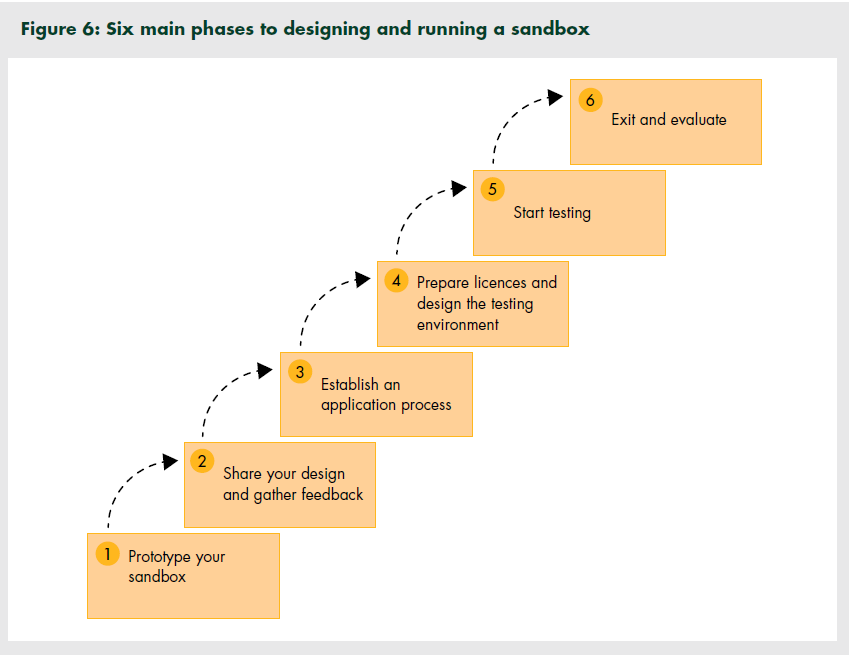 Figure 6: Six main phases to designing and running a sandbox
6
Exit and evaluate
5
Start testing
4
Prepare licences and
design the testing
environment
3
Establish an
application process
2
Share your design
and gather feedback
1
Prototype your
sandbox